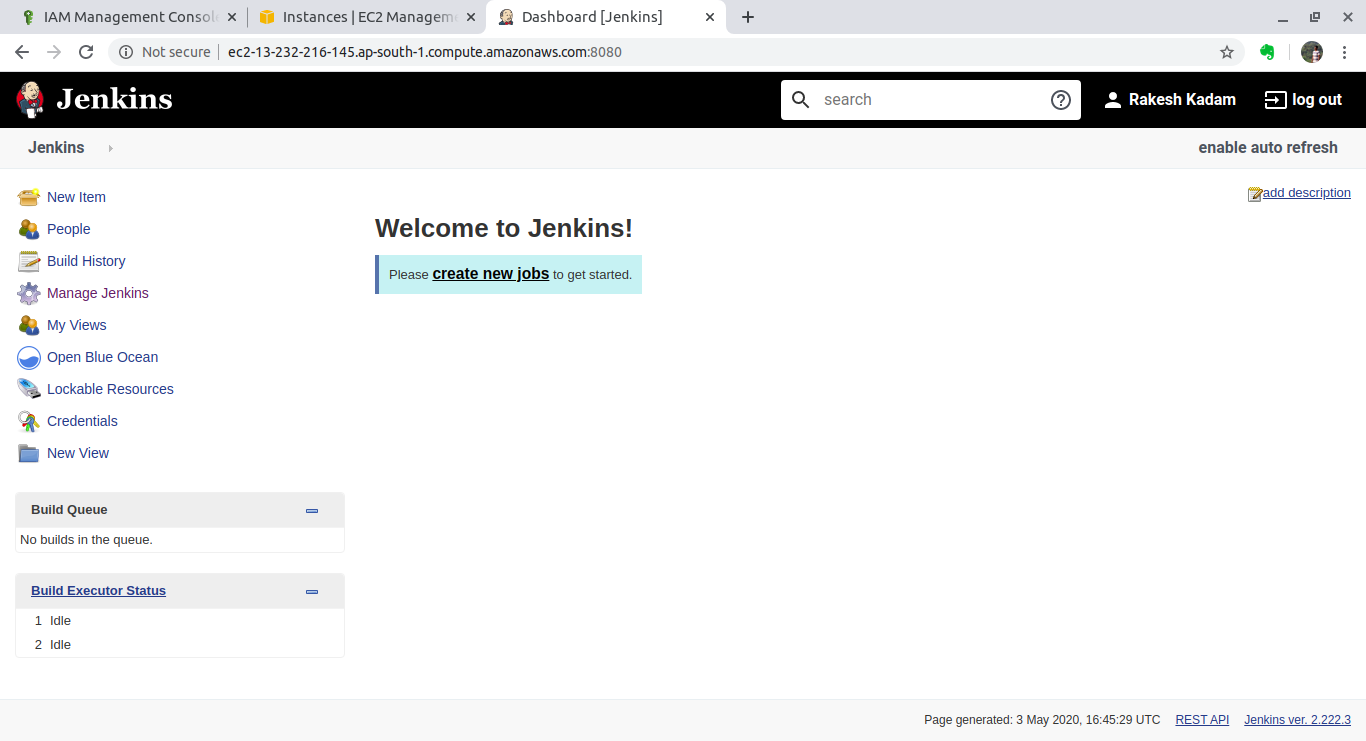 IAM Management Consol
Instances | EC2 Managem
Dashboard [Jenkins]
Not secure
ec2-13-232-216-145.ap-south-1.compute.amazonaws.com:8080
Jenkins
search
Rakesh Kadam
log out
Jenkins
enable auto refresh
New Item
People
Build History
Manage Jenkins
My Views
Open Blue Ocean
Lockable Resources
Credentials
New View
add description
Welcome to Jenkins!
Please create new jobs to get started.
Build Queue
No builds in the queue.
Build Executor Status
1 Idle
2 Idle
Page generated: 3 May 2020, 16:45:29 UTC REST API Jenkins ver. 2.222.3